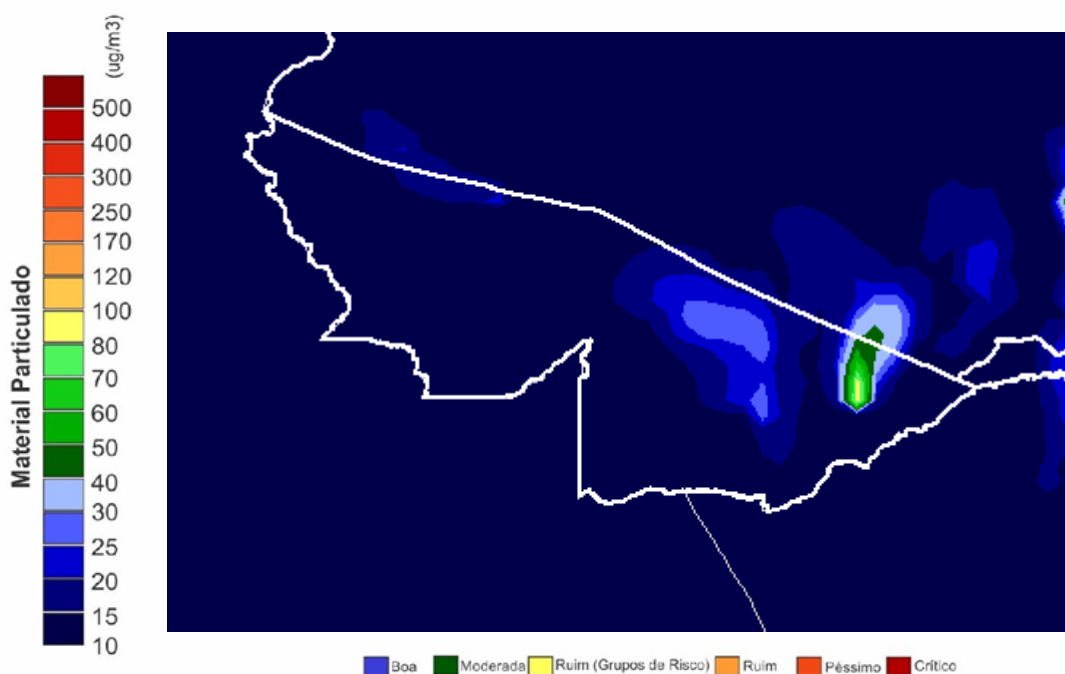 (ug/m3)
Material Particulado
500
400
300
250
170
120
100
80
70
60
50
40
30
25
20
15
10
Boa
Moderada
Ruim (Grupos de Risco)
Ruim
Péssimo
Crítico